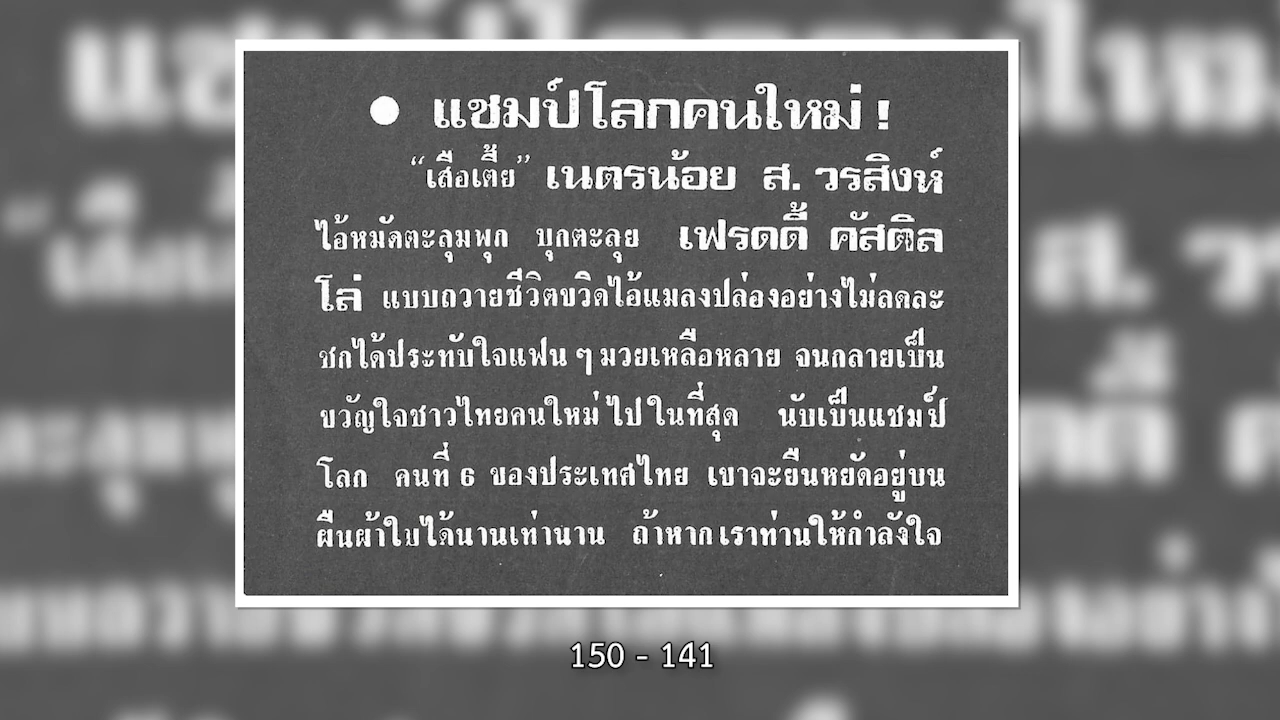 ● แชมป์โลกคนใหม่ !
“เสือเตี้ย” เนตรน้อย ส. วรสิงห์
ไอ้หมัดตะลุมพุก บุกตะลุย เฟรดดี้ คัสติล
โล่ แบบถวายชีวิตขวิดไอ้แมลงปล่องอย่างไม่ลดละ
ชกได้ประทับใจแฟน ๆ มวยเหลือหลาย จนกลายเป็น
ขวัญใจชาวไทยคนใหม่ ไป ในที่สุด นับเป็นแชมป์
โลก คนที่ 6 ของประเทศไทย เขาจะยืนหยัดอยู่บน
ผืนผ้าใบได้นานเท่านาน ถ้าหากเราท่านให้กำลังใจ
150 - 141